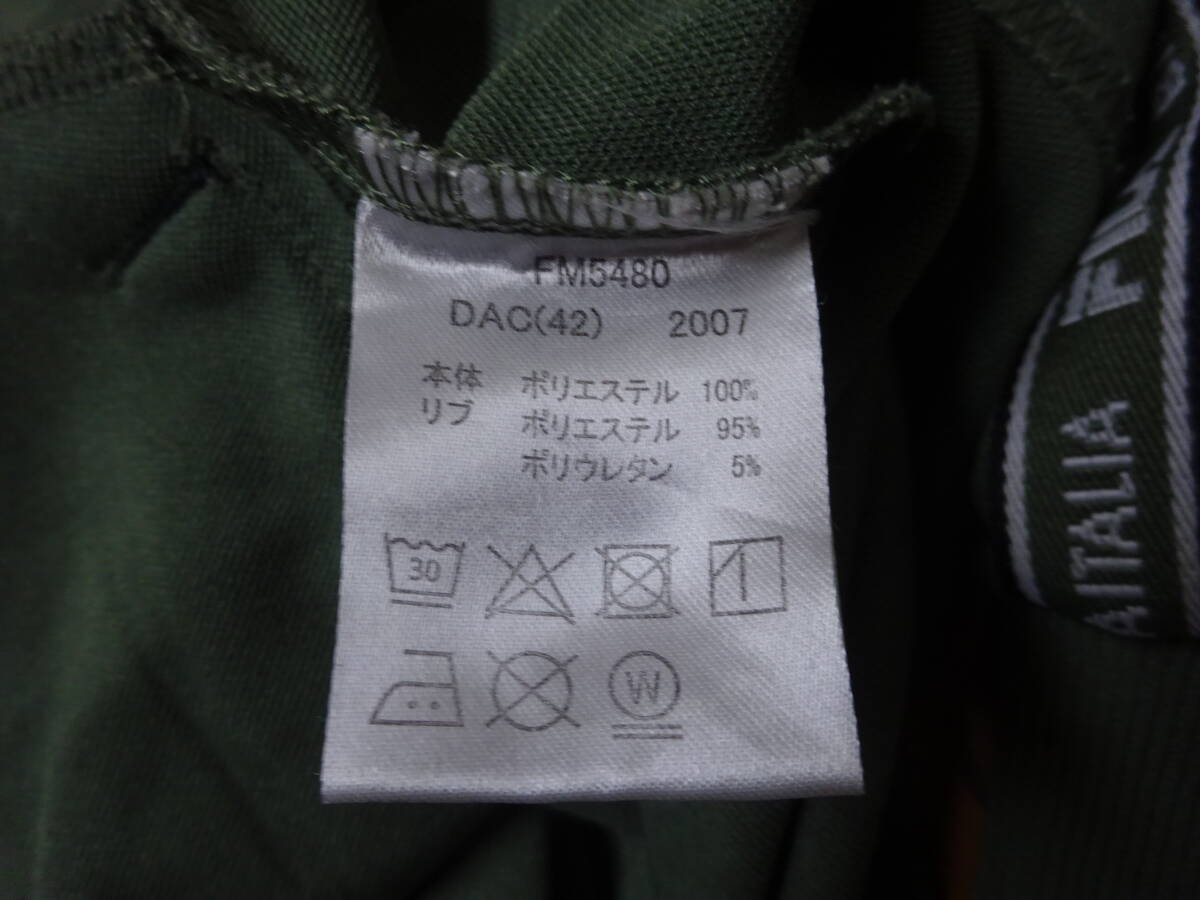 FM5480
DAC(42) 2007
本体 ポリエステル 100%
リブ ポリエステル 95%
ポリウレタン 5%
30
W
ITALIA